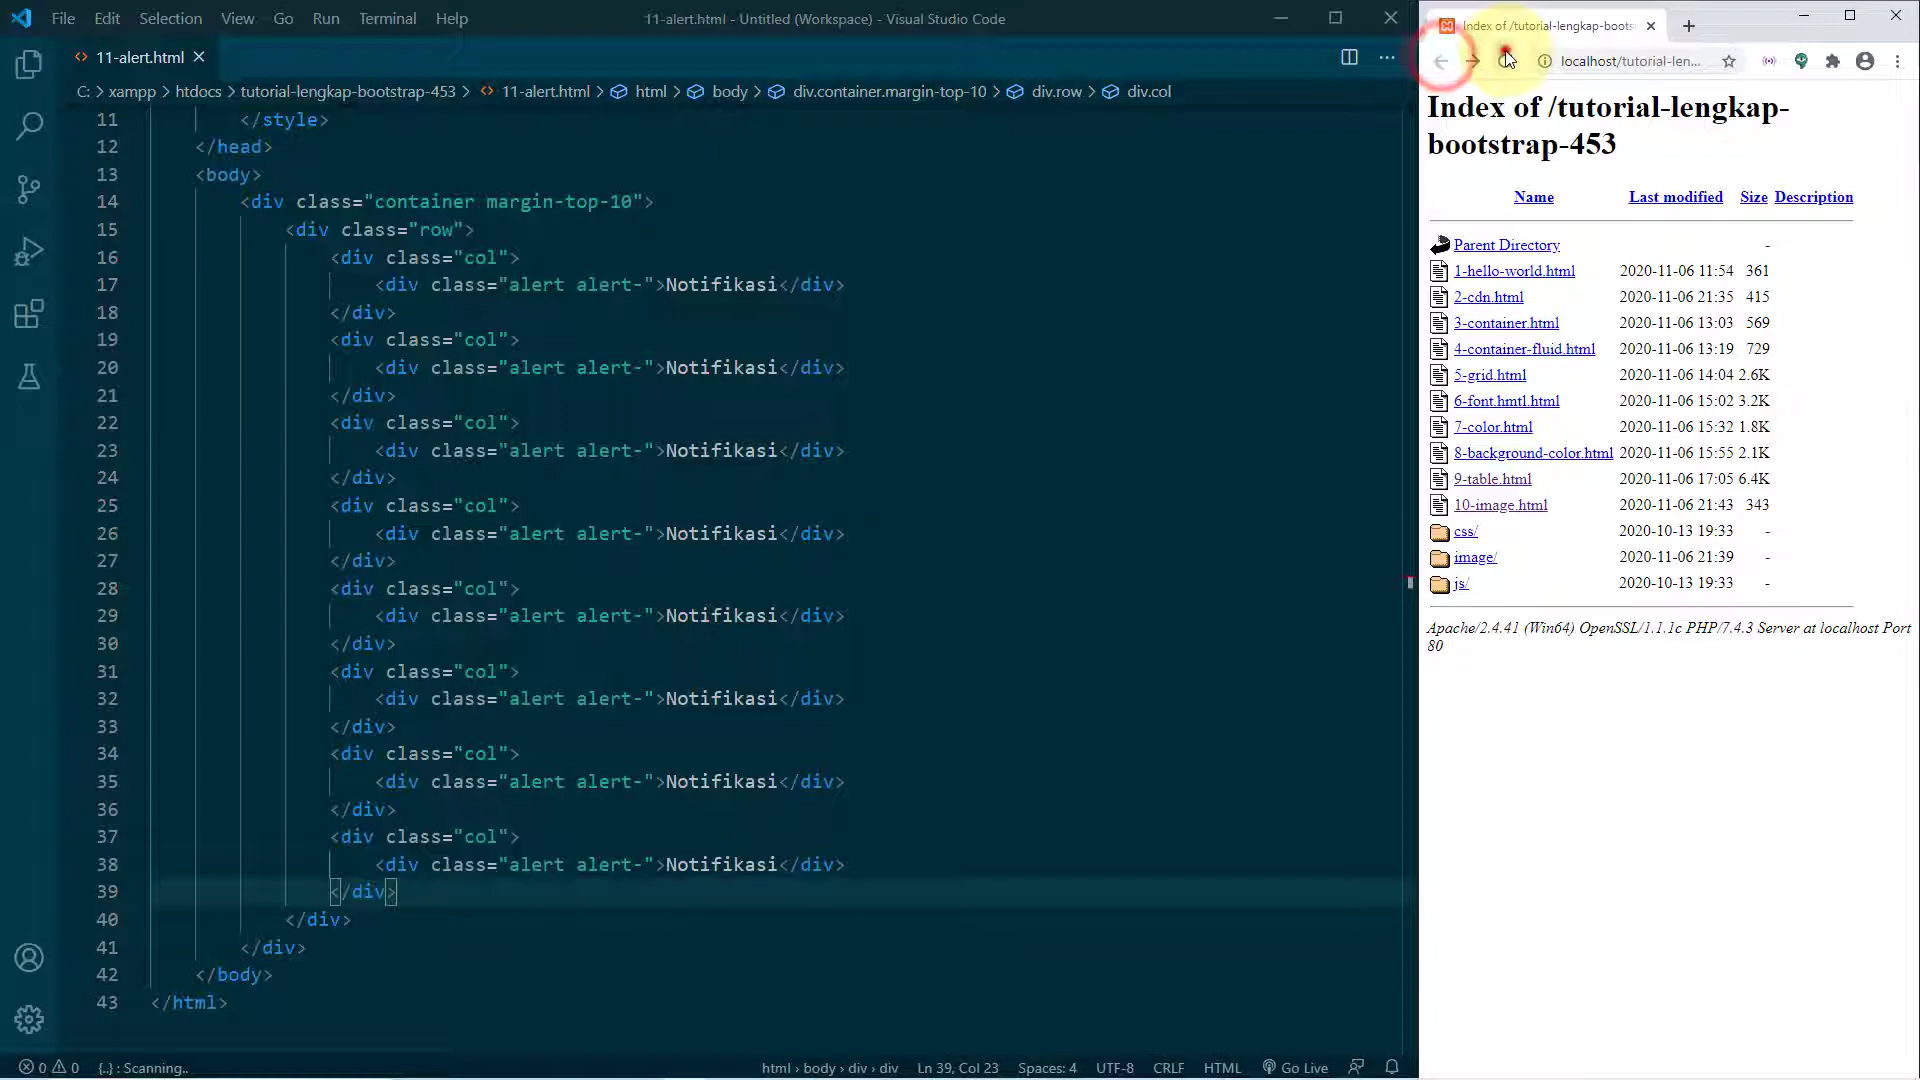 File Edit Selection View Go Run Terminal Help
11-alert.html - Untitled (Workspace) - Visual Studio Code
11-alert.html
C: > xampp > htdocs > tutorial-lengkap-bootstrap-453 > 11-alert.html > html > body > div.container.margin-top-10 > div.row > div.col
11 </style>
12 </head>
13 <body>
14 <div class="container margin-top-10">
15 <div class="row">
16 <div class="col">
17 <div class="alert alert-">Notifikasi</div>
18 </div>
19 <div class="col">
20 <div class="alert alert-">Notifikasi</div>
21 </div>
22 <div class="col">
23 <div class="alert alert-">Notifikasi</div>
24 </div>
25 <div class="col">
26 <div class="alert alert-">Notifikasi</div>
27 </div>
28 <div class="col">
29 <div class="alert alert-">Notifikasi</div>
30 </div>
31 <div class="col">
32 <div class="alert alert-">Notifikasi</div>
33 </div>
34 <div class="col">
35 <div class="alert alert-">Notifikasi</div>
36 </div>
37 <div class="col">
38 <div class="alert alert-">Notifikasi</div>
39 </div>
40 </div>
41 </div>
42 </body>
43 </html>
0 0 {..} : Scanning..
html > body > div > div Ln 39, Col 23 Spaces: 4 UTF-8 CRLF HTML Go Live
Index of /tutorial-lengkap-boots
localhost/tutorial-len...
Index of /tutorial-lengkap-
bootstrap-453
Name Last modified Size Description
Parent Directory -
1-hello-world.html 2020-11-06 11:54 361
2-cdn.html 2020-11-06 21:35 415
3-container.html 2020-11-06 13:03 569
4-container-fluid.html 2020-11-06 13:19 729
5-grid.html 2020-11-06 14:04 2.6K
6-font.hmtl.html 2020-11-06 15:02 3.2K
7-color.html 2020-11-06 15:32 1.8K
8-background-color.html 2020-11-06 15:55 2.1K
9-table.html 2020-11-06 17:05 6.4K
10-image.html 2020-11-06 21:43 343
css/ 2020-10-13 19:33 -
image/ 2020-11-06 21:39 -
js/ 2020-10-13 19:33 -
Apache/2.4.41 (Win64) OpenSSL/1.1.1c PHP/7.4.3 Server at localhost Port
80